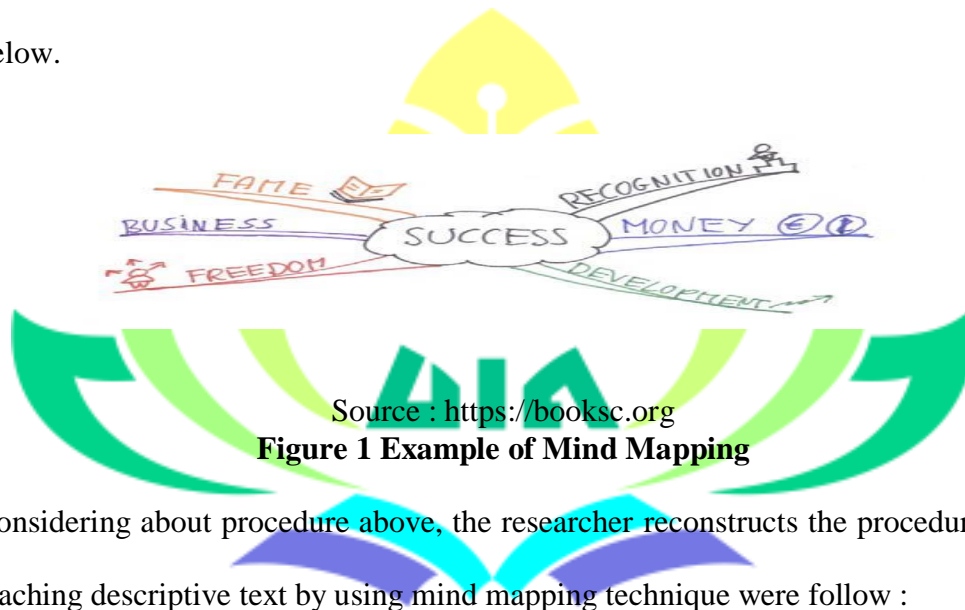 elow.
FAME RECOGNITION
BUSINESS SUCCESS MONEY
FREEDOM DEVELOPMENT
Source : https://booksc.org
Figure 1 Example of Mind Mapping
onsidering about procedure above, the researcher reconstructs the procedur
aching descriptive text by using mind mapping technique were follow :